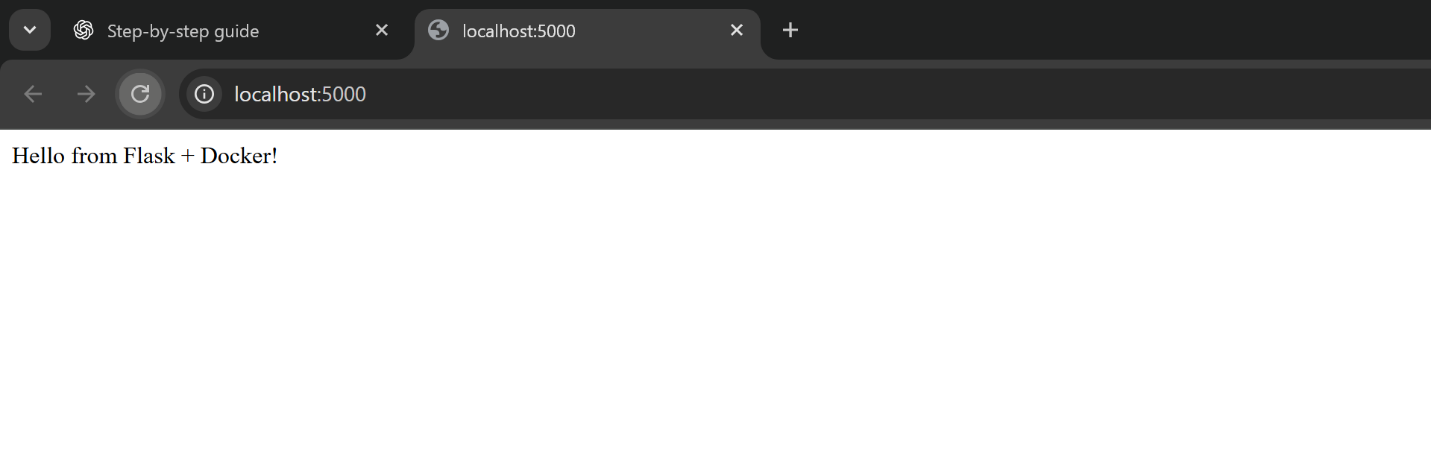 Step-by-step guide
localhost:5000
localhost:5000
Hello from Flask + Docker!